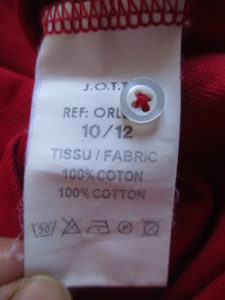 J.O.T.T
REF: ORL
10/12
TISSU / FABRIC
100% COTON
100% COTTON
30